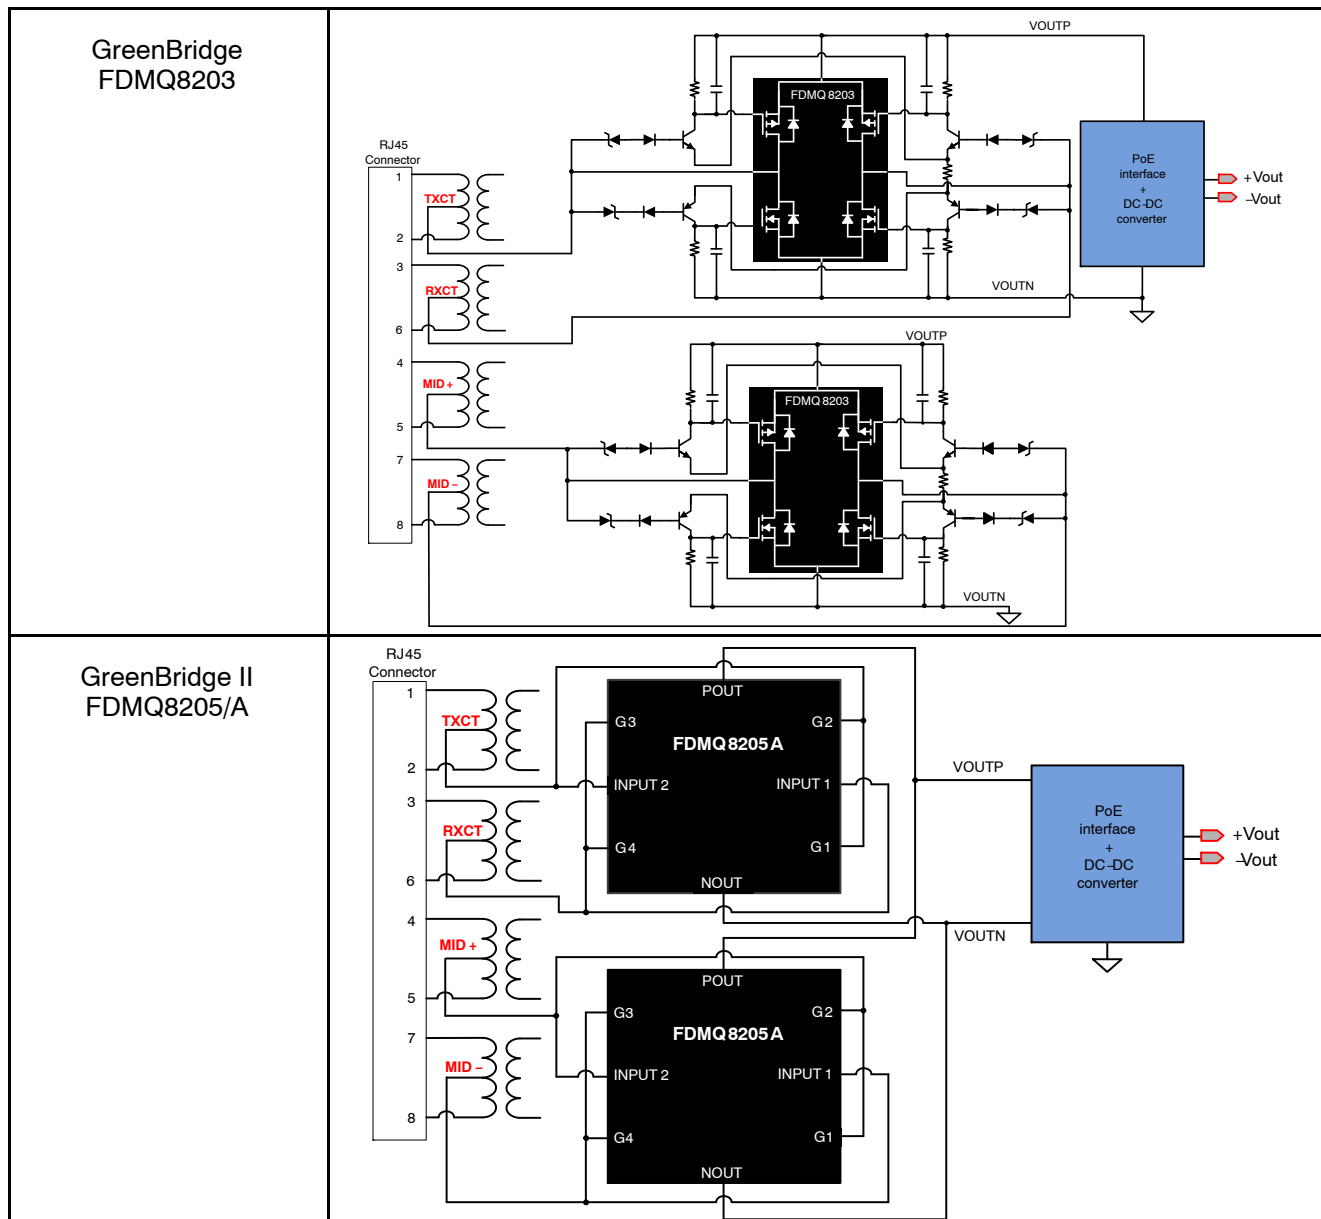 GreenBridge
FDMQ8203
VOUTP
FDMQ8203
RJ45
Connector
1
TXCT
2
3
RXCT
6
4
MID +
5
7
MID –
8
PoE
interface
+
DC-DC
converter
+Vout
–Vout
VOUTN
VOUTP
FDMQ8203
VOUTN
GreenBridge II
FDMQ8205/A
RJ45
Connector
1
TXCT
2
3
RXCT
6
4
MID +
5
7
MID –
8
POUT
G3
G2
FDMQ8205A
INPUT 2
INPUT 1
G4
G1
NOUT
VOUTP
PoE
interface
+
DC-DC
converter
+Vout
–Vout
VOUTN
POUT
G3
G2
FDMQ8205A
INPUT 2
INPUT 1
G4
G1
NOUT